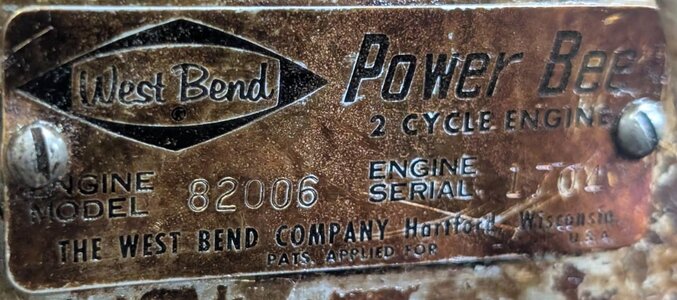 West Bend ®
Power Bee
2 CYCLE ENGINE
ENGINE MODEL 82006
ENGINE SERIAL
THE WEST BEND COMPANY Hartford, Wisconsin
U.S.A.
PATS. APPLIED FOR